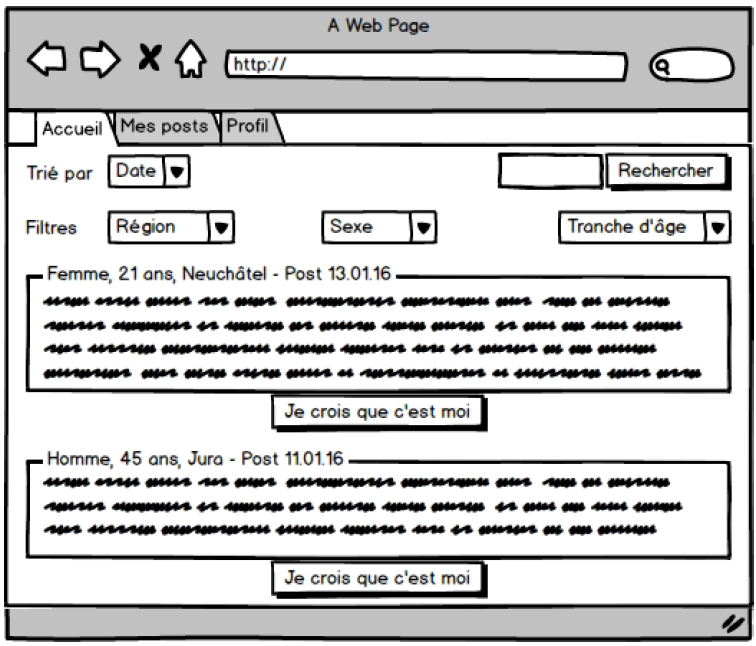 A Web Page
http://
Accueil Mes posts Profil
Trié par Date Rechercher
Filtres Région Sexe Tranche d'âge
Femme, 21 ans, Neuchâtel - Post 13.01.16
Je crois que c'est moi
Homme, 45 ans, Jura - Post 11.01.16
Je crois que c'est moi